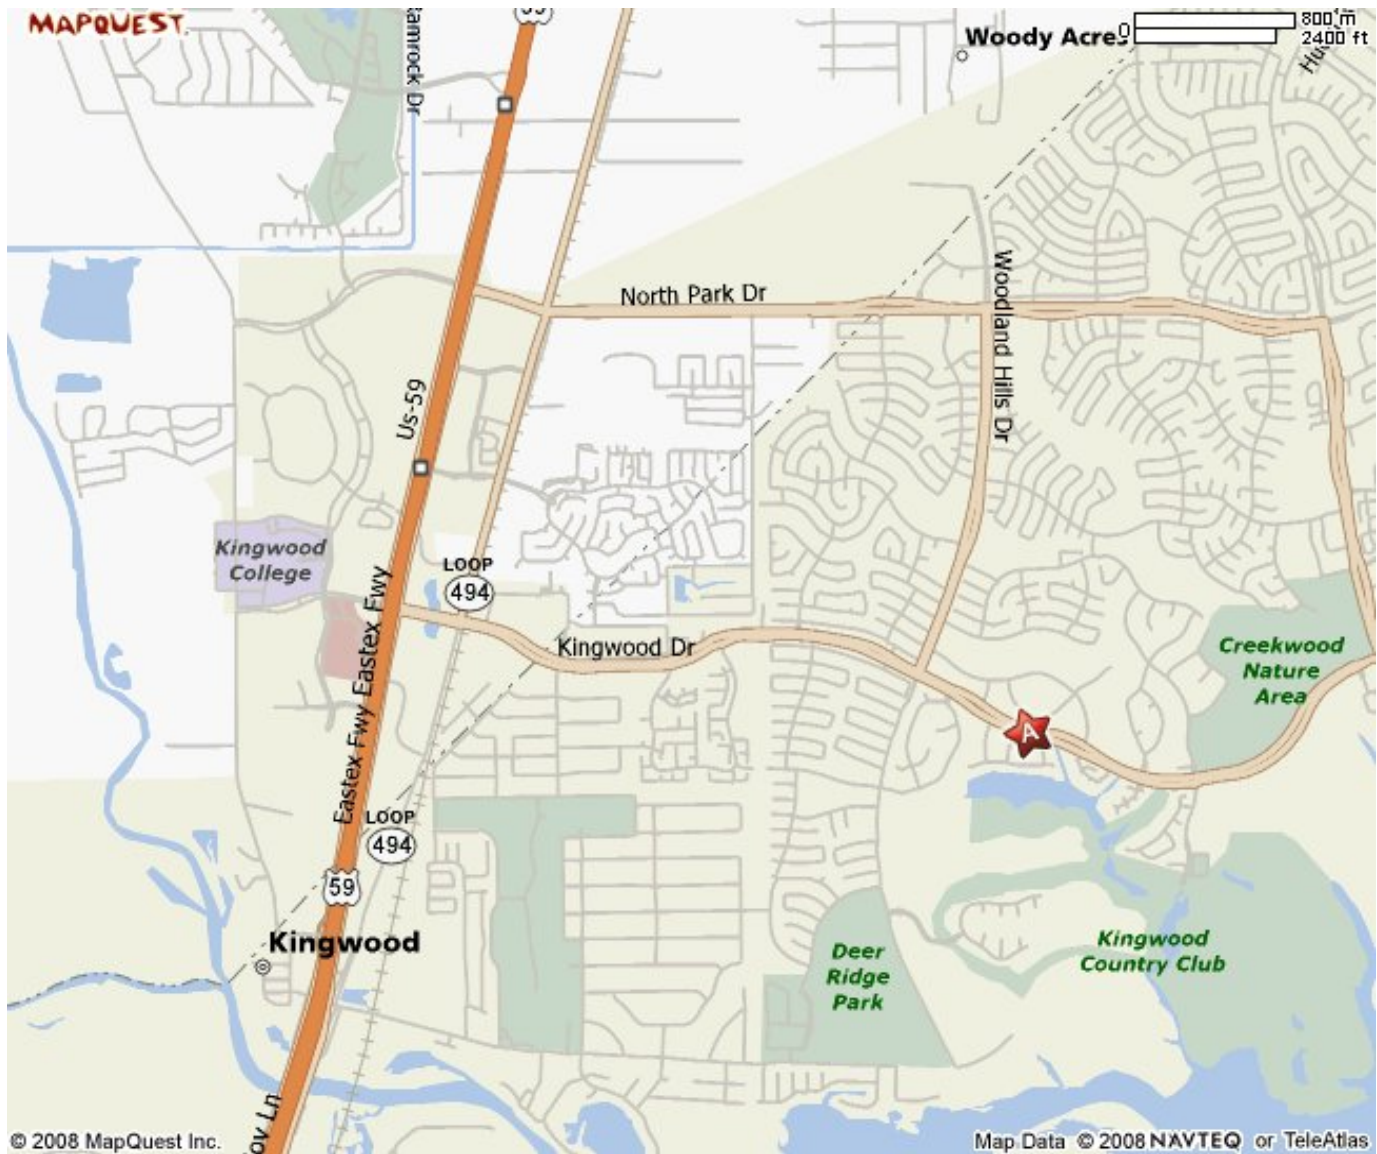 MAPQUEST.
59
Woody Acres
0
800 m
2400 ft
North Park Dr
Woodland Hills Dr
Us-59
Kingwood
College
LOOP
494
Eastex Fwy Eastex Fwy
Kingwood Dr
Creekwood
Nature
Area
A
LOOP
494
59
Kingwood
Deer
Ridge
Park
Kingwood
Country Club
© 2008 MapQuest Inc.
Map Data © 2008 NAVTEQ or TeleAtlas